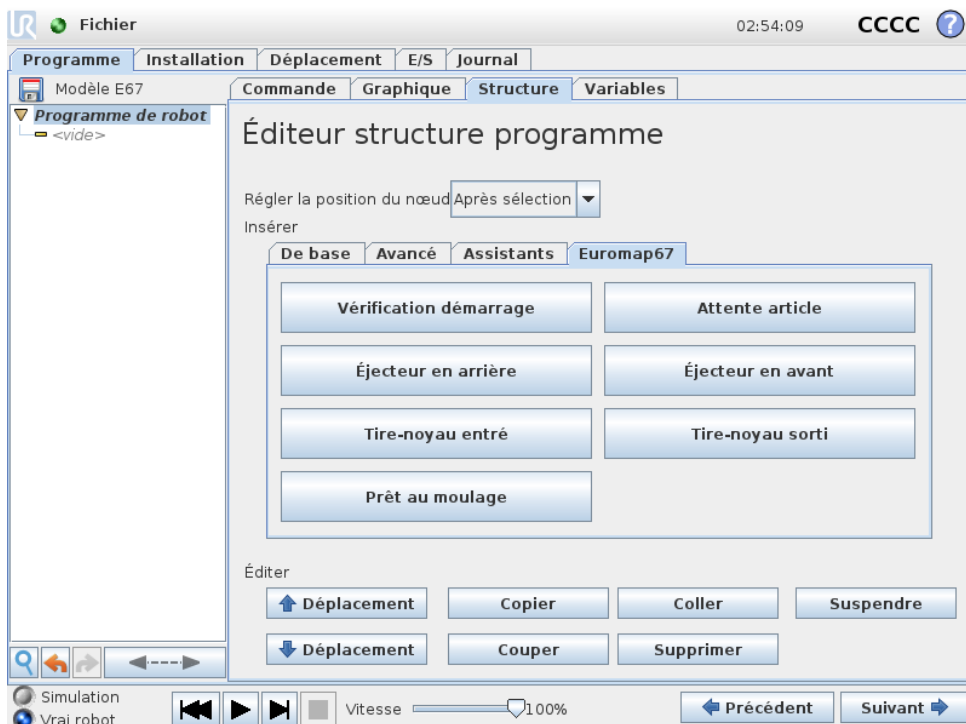 UR Fichier 02:54:09 CCCC ?
Programme Installation Déplacement E/S Journal
Modèle E67
Commande Graphique Structure Variables
Programme de robot
<vide>
Éditeur structure programme
Régler la position du nœud Après sélection
Insérer
De base Avancé Assistants Euromap67
Vérification démarrage Attente article
Éjecteur en arrière Éjecteur en avant
Tire-noyau entré Tire-noyau sorti
Prêt au moulage
Éditer
Déplacement Copier Coller Suspendre
Déplacement Couper Supprimer
Simulation
Vrai robot
Vitesse 100%
Précédent Suivant